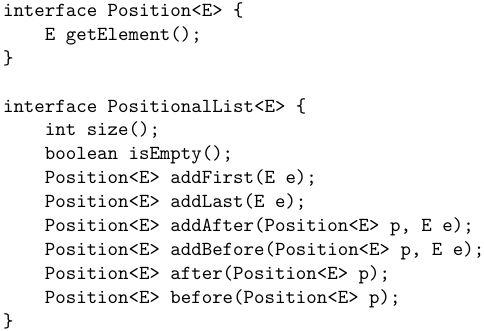 interface Position<E> {
    E getElement();
}

interface PositionalList<E> {
    int size();
    boolean isEmpty();
    Position<E> addFirst(E e);
    Position<E> addLast(E e);
    Position<E> addAfter(Position<E> p, E e);
    Position<E> addBefore(Position<E> p, E e);
    Position<E> after(Position<E> p);
    Position<E> before(Position<E> p);
}